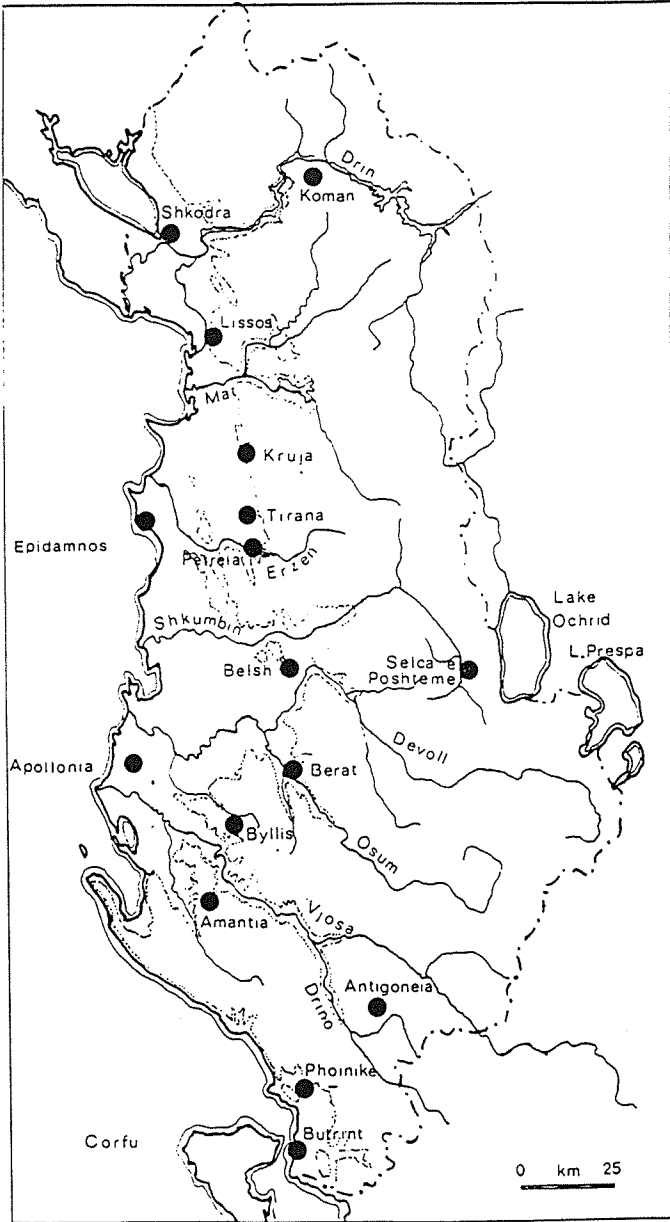 Drin
Koman
Shkodra
Lissos
Mat
Kruja
Tirana
Epidamnos
Petrela
Erzen
Lake
Ochrid
Shkumbin
L. Prespa
Belsh
Selca e
Poshteme
Devoll
Apollonia
Berat
Byllis
Osum
Amantia
Vjosa
Antigoneia
Drino
Phoinike
Corfu
Butrint
0 km 25